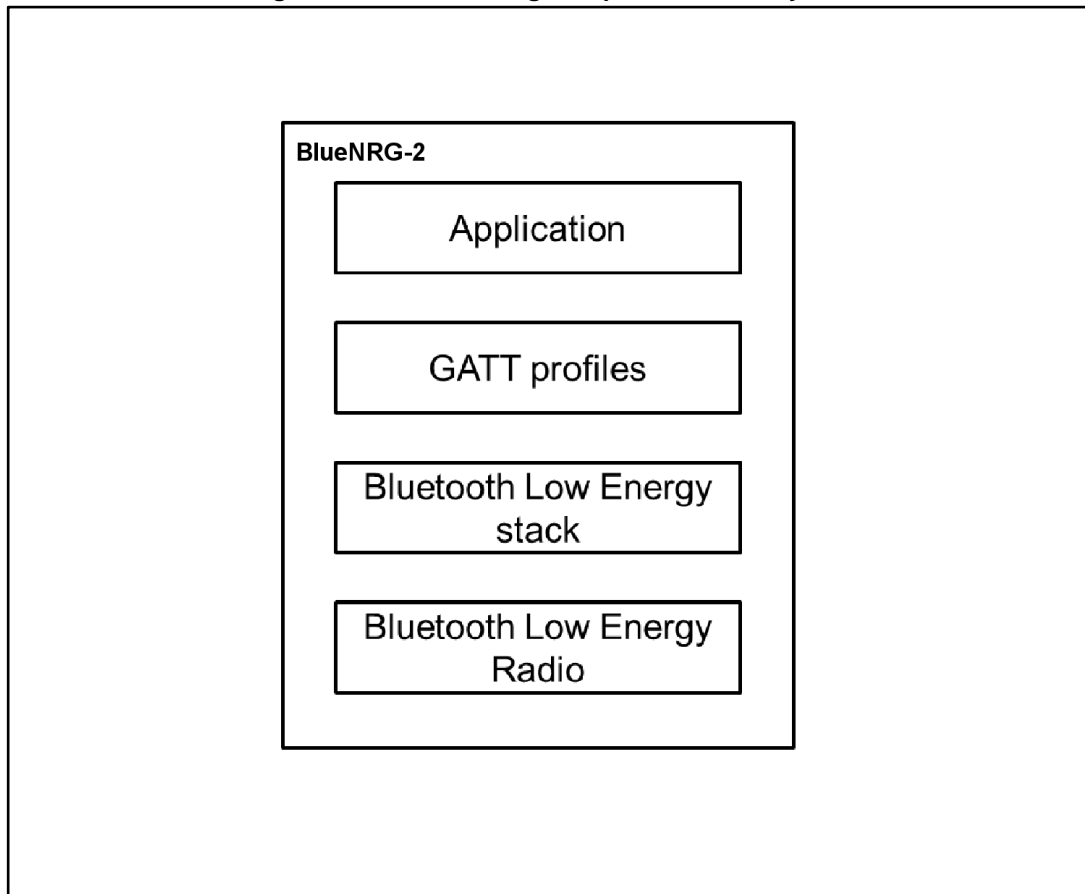 BlueNRG-2
Application
GATT profiles
Bluetooth Low Energy
stack
Bluetooth Low Energy
Radio